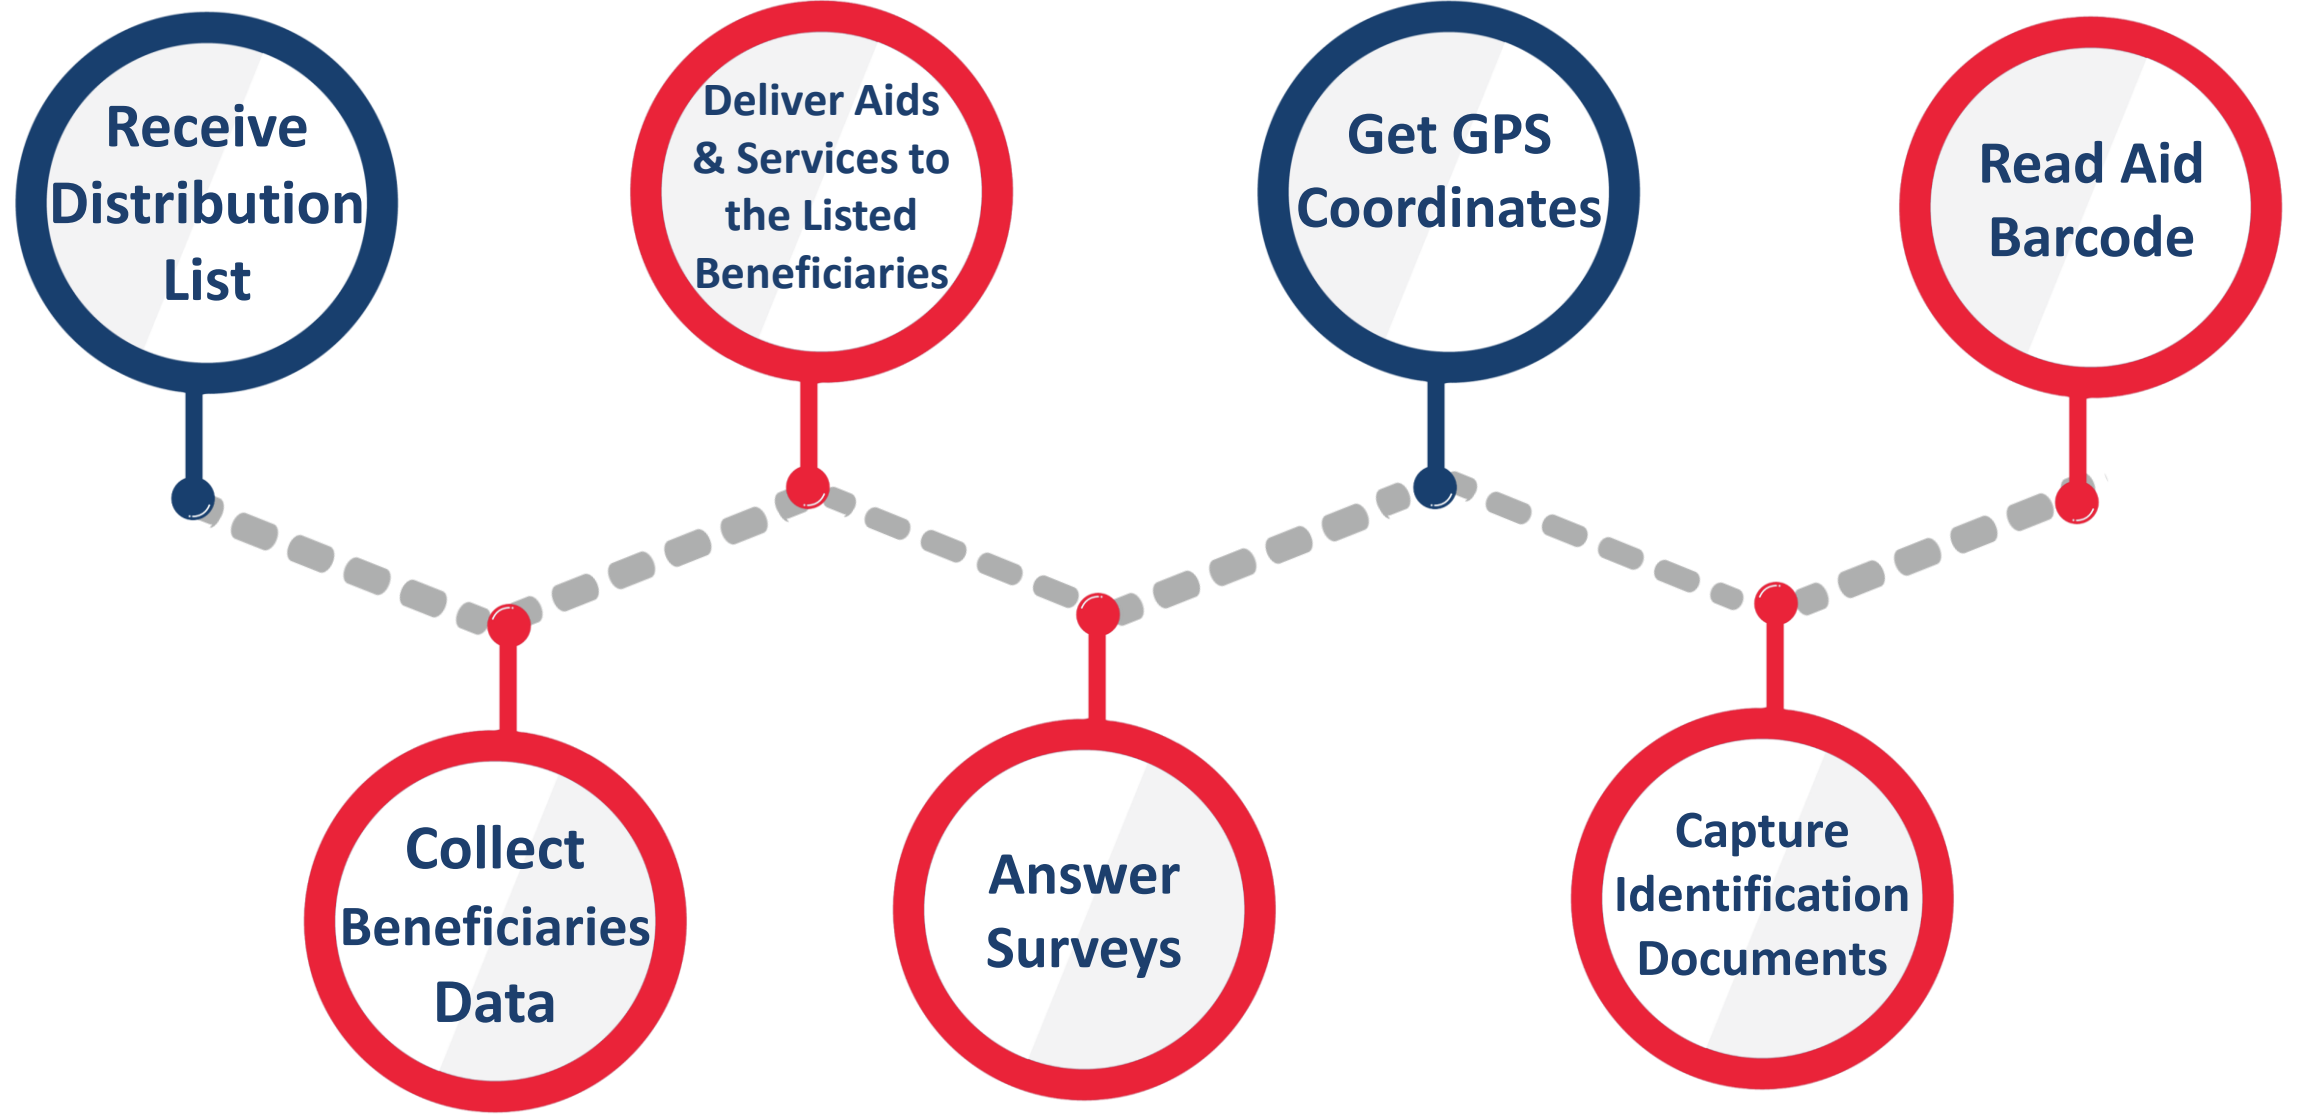 Receive
Distribution
List
Collect
Beneficiaries
Data
Deliver Aids
& Services to
the Listed
Beneficiaries
Answer
Surveys
Get GPS
Coordinates
Capture
Identification
Documents
Read Aid
Barcode